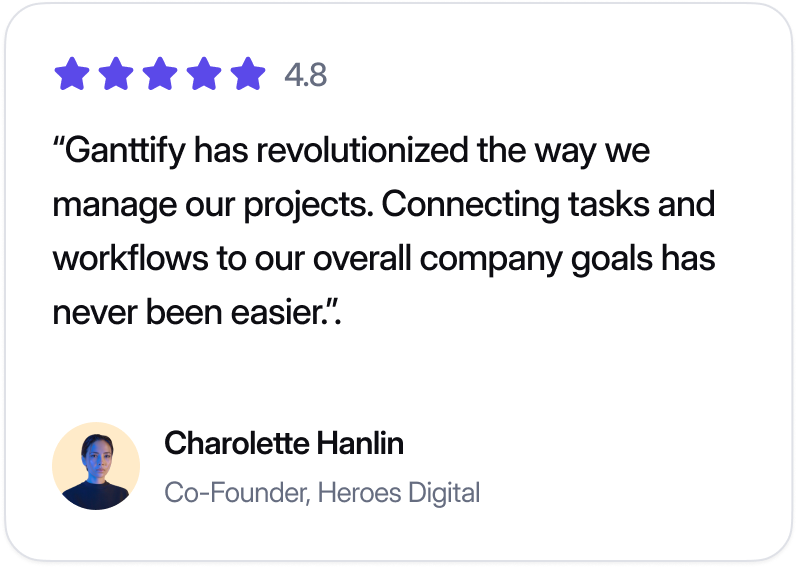 4.8
“Ganttify has revolutionized the way we
manage our projects. Connecting tasks and
workflows to our overall company goals has
never been easier.”.
Charolette Hanlin
Co-Founder, Heroes Digital